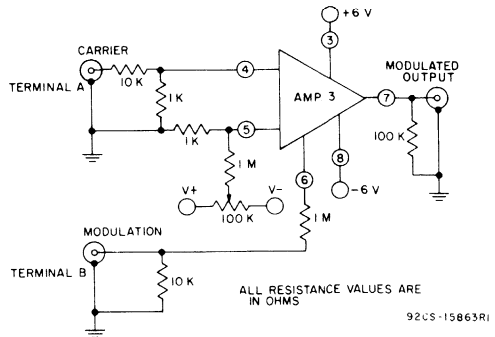 +6 V
3
CARRIER
TERMINAL A
10 K
4
MODULATED
OUTPUT
AMP 3
7
1 K
1 K
5
100 K
8
6
-6 V
1 M
V+
V-
100 K
1 M
MODULATION
TERMINAL B
10 K
ALL RESISTANCE VALUES ARE
IN OHMS
92CS-15863RI